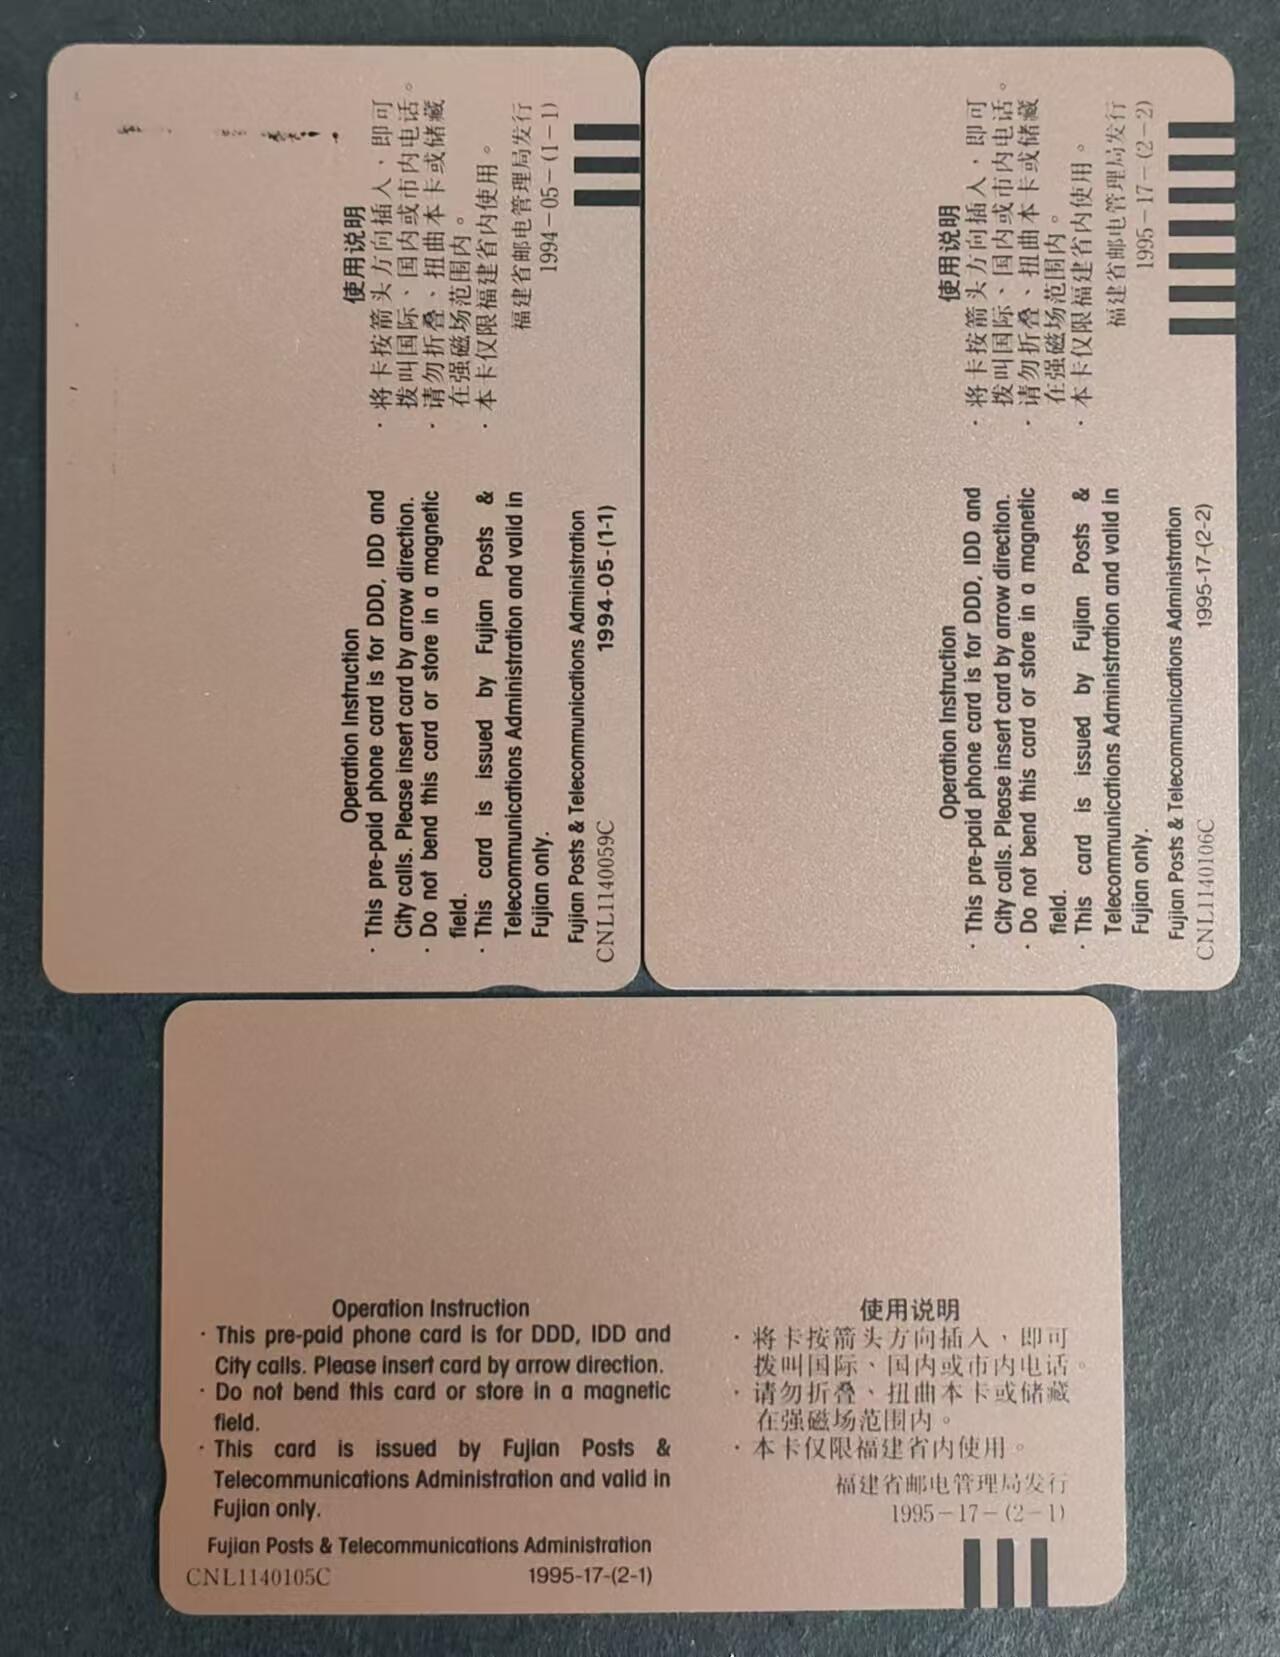 Operation Instruction
· This pre-paid phone card is for DDD, IDD and
City calls. Please insert card by arrow direction.
· Do not bend this card or store in a magnetic
field.
· This card is issued by Fujian Posts &
Telecommunications Administration and valid in
Fujian only.
Fujian Posts & Telecommunications Administration
CNL1140059C 1994-05-(1-1)
使用说明
· 将卡按箭头方向插入，即可
拨叫国际、国内或市内电话。
· 请勿折叠、扭曲本卡或储藏
在强磁场范围内。
· 本卡仅限福建省内使用。
福建省邮电管理局发行
1994-05-(1-1)
Operation Instruction
· This pre-paid phone card is for DDD, IDD and
City calls. Please insert card by arrow direction.
· Do not bend this card or store in a magnetic
field.
· This card is issued by Fujian Posts &
Telecommunications Administration and valid in
Fujian only.
Fujian Posts & Telecommunications Administration
CNL1140106C 1995-17-(2-2)
使用说明
· 将卡按箭头方向插入，即可
拨叫国际、国内或市内电话。
· 请勿折叠、扭曲本卡或储藏
在强磁场范围内。
· 本卡仅限福建省内使用。
福建省邮电管理局发行
1995-17-(2-2)
Operation Instruction
· This pre-paid phone card is for DDD, IDD and
City calls. Please insert card by arrow direction.
· Do not bend this card or store in a magnetic
field.
· This card is issued by Fujian Posts &
Telecommunications Administration and valid in
Fujian only.
Fujian Posts & Telecommunications Administration
CNL1140105C 1995-17-(2-1)
使用说明
· 将卡按箭头方向插入，即可
拨叫国际、国内或市内电话。
· 请勿折叠、扭曲本卡或储藏
在强磁场范围内。
· 本卡仅限福建省内使用。
福建省邮电管理局发行
1995-17-(2-1)